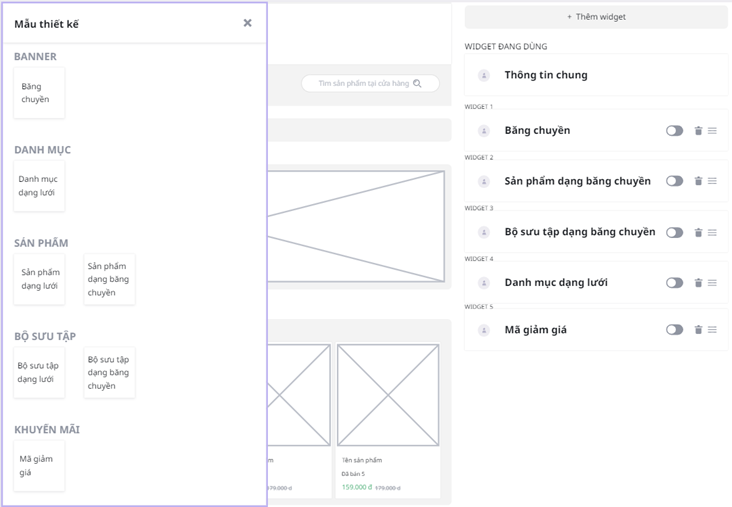 Mẫu thiết kế
BANNER
Băng
chuyền
DANH MỤC
Danh mục
dạng lưới
SẢN PHẨM
Sản phẩm
dạng lưới
Sản phẩm
dạng băng
chuyền
BỘ SƯU TẬP
Bộ sưu tập
dạng lưới
Bộ sưu tập
dạng băng
chuyền
KHUYẾN MÃI
Mã giảm
giá
Tìm sản phẩm tại cửa hàng
m
179.000 đ
Tên sản phẩm
Đã bán 5
159.000 đ 179.000 đ
+ Thêm widget
WIDGET ĐANG DÙNG
Thông tin chung
WIDGET 1
Băng chuyền
WIDGET 2
Sản phẩm dạng băng chuyền
WIDGET 3
Bộ sưu tập dạng băng chuyền
WIDGET 4
Danh mục dạng lưới
WIDGET 5
Mã giảm giá